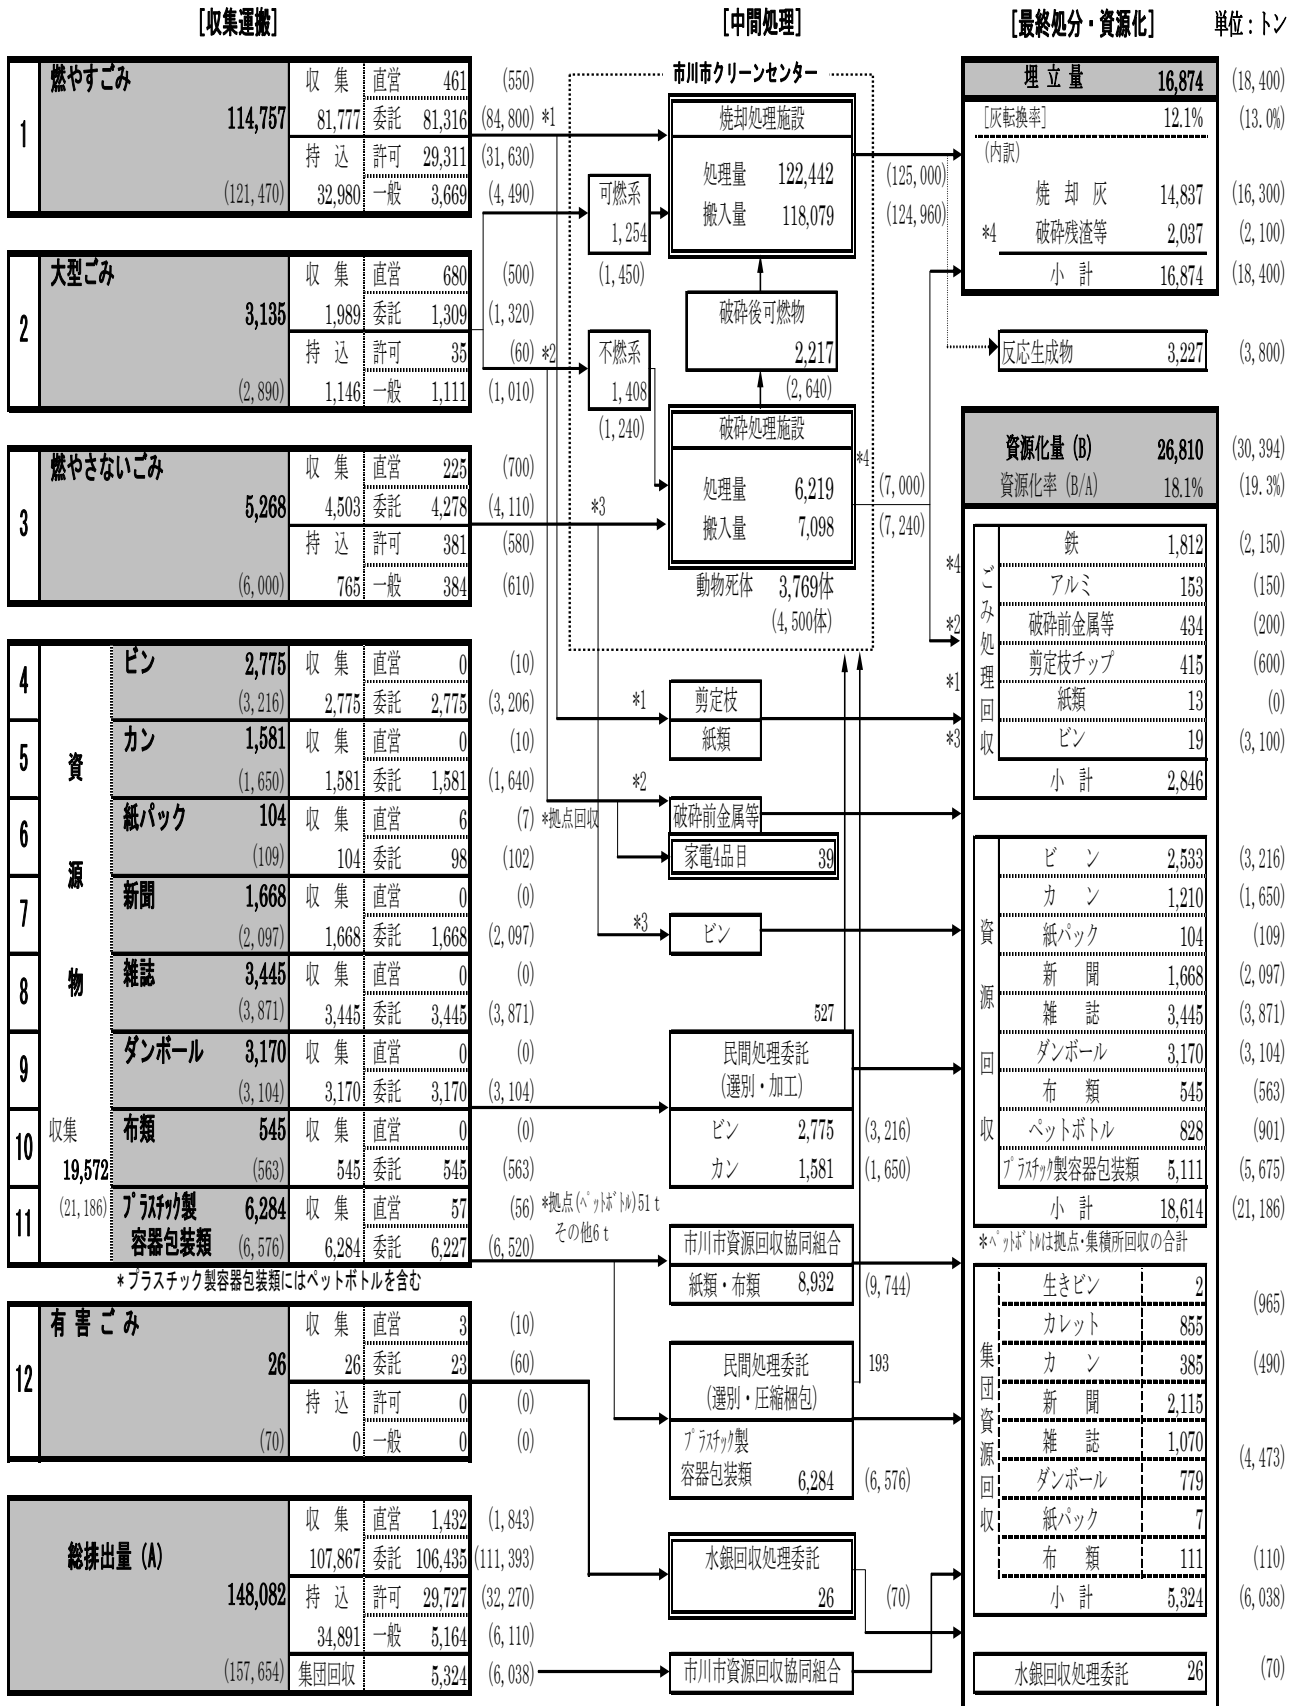 [収集運搬]
[中間処理]
[最終処分・資源化]
単位：トン
1
燃やすごみ
114,757
(121,470)
収 集 直営 461 (550)
81,777 委託 81,316 (84,800) *1
持 込 許可 29,311 (31,630)
32,980 一般 3,669 (4,490)
2
大型ごみ
3,135
(2,890)
収 集 直営 680 (500)
1,989 委託 1,309 (1,320)
持 込 許可 35 (60) *2
1,146 一般 1,111 (1,010)
3
燃やさないごみ
5,268
(6,000)
収 集 直営 225 (700)
4,503 委託 4,278 (4,110)
*3
持 込 許可 381 (580)
765 一般 384 (610)
資
源
物
収集
19,572
(21,186)
4
ビン 2,775 収 集 直営 0 (10)
(3,216) 2,775 委託 2,775 (3,206)
5
カン 1,581 収 集 直営 0 (10)
(1,650) 1,581 委託 1,581 (1,640)
6
紙パック 104 収 集 直営 6 (7) *拠点回収
(109) 104 委託 98 (102)
7
新聞 1,668 収 集 直営 0 (0)
(2,097) 1,668 委託 1,668 (2,097)
8
雑誌 3,445 収 集 直営 0 (0)
(3,871) 3,445 委託 3,445 (3,871)
9
ダンボール 3,170 収 集 直営 0 (0)
(3,104) 3,170 委託 3,170 (3,104)
10
布類 545 収 集 直営 0 (0)
(563) 545 委託 545 (563)
11
ﾌﾟﾗｽﾁｯｸ製 6,284 収 集 直営 57 (56) *拠点(ﾍﾟｯﾄﾎﾞﾄﾙ)51ｔ
その他6ｔ
容器包装類 (6,576) 6,284 委託 6,227 (6,520)
*プラスチック製容器包装類にはペットボトルを含む
12
有 害 ご み
26
(70)
収 集 直営 3 (10)
26 委託 23 (60)
持 込 許可 0 (0)
0 一般 0 (0)
総排出量 (A)
148,082
(157,654)
収 集 直営 1,432 (1,843)
107,867 委託 106,435 (111,393)
持 込 許可 29,727 (32,270)
34,891 一般 5,164 (6,110)
集団回収 5,324 (6,038)
市川市クリーンセンター
焼却処理施設
処理量 122,442 (125,000)
搬入量 118,079 (124,960)
可燃系
1,254
(1,450)
破砕後可燃物
2,217
(2,640)
不燃系
1,408
(1,240)
破砕処理施設
*4
処理量 6,219 (7,000)
搬入量 7,098 (7,240)
動物死体 3,769体
(4,500体)
*1
剪定枝
紙類
*2
破砕前金属等
家電4品目 39
*3
ビン
527
民間処理委託
(選別・加工)
ビン 2,775 (3,216)
カン 1,581 (1,650)
市川市資源回収協同組合
紙類・布類 8,932 (9,744)
民間処理委託
(選別・圧縮梱包)
193
ﾌﾟﾗｽﾁｯｸ製
容器包装類 6,284 (6,576)
水銀回収処理委託
26 (70)
市川市資源回収協同組合
埋 立 量 16,874 (18,400)
[灰転換率] 12.1% (13.0%)
(内訳)
焼 却 灰 14,837 (16,300)
*4 破砕残渣等 2,037 (2,100)
小 計 16,874 (18,400)
反応生成物 3,227 (3,800)
資源化量 (B) 26,810 (30,394)
資源化率 (B/A) 18.1% (19.3%)
ごみ処理回収
鉄 1,812 (2,150)
*4
アルミ 153 (150)
*2
破砕前金属等 434 (200)
*1
剪定枝チップ 415 (600)
紙類 13 (0)
*3
ビン 19 (3,100)
小 計 2,846
資源回収
ビ ン 2,533 (3,216)
カ ン 1,210 (1,650)
紙パック 104 (109)
新 聞 1,668 (2,097)
雑 誌 3,445 (3,871)
ダンボール 3,170 (3,104)
布 類 545 (563)
ペットボトル 828 (901)
ﾌﾟﾗｽﾁｯｸ製容器包装類 5,111 (5,675)
小 計 18,614 (21,186)
*ﾍﾟｯﾄﾎﾞﾄﾙは拠点・集積所回収の合計
集団資源回収
生きビン 2
(965)
カレット 855
カ ン 385 (490)
新 聞 2,115
雑 誌 1,070
(4,473)
ダンボール 779
紙パック 7
布 類 111 (110)
小 計 5,324 (6,038)
水銀回収処理委託 26 (70)